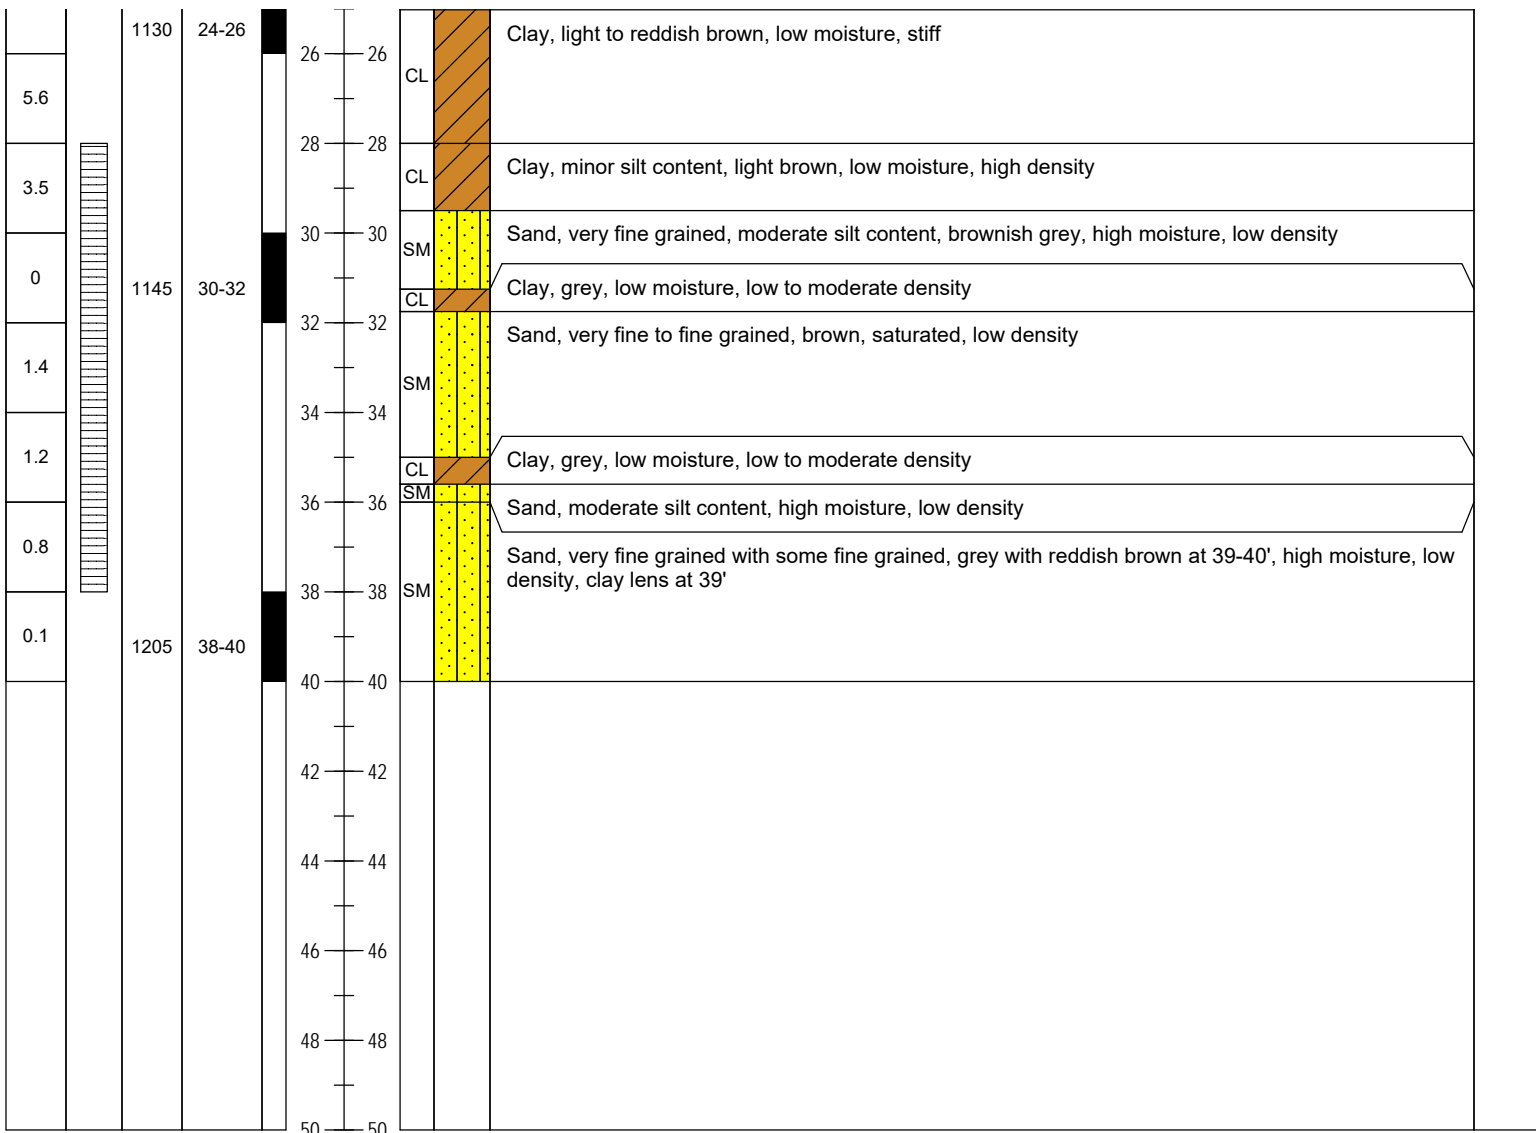 1130 24-26
Clay, light to reddish brown, low moisture, stiff
26 26
CL
5.6
28 28
Clay, minor silt content, light brown, low moisture, high density
CL
3.5
30 30
Sand, very fine grained, moderate silt content, brownish grey, high moisture, low density
SM
0
1145 30-32
Clay, grey, low moisture, low to moderate density
CL
32 32
Sand, very fine to fine grained, brown, saturated, low density
1.4
SM
34 34
1.2
Clay, grey, low moisture, low to moderate density
CL
SM
36 36
Sand, moderate silt content, high moisture, low density
0.8
Sand, very fine grained with some fine grained, grey with reddish brown at 39-40', high moisture, low
density, clay lens at 39'
38 38
SM
0.1
1205 38-40
40 40
42 42
44 44
46 46
48 48
50 50